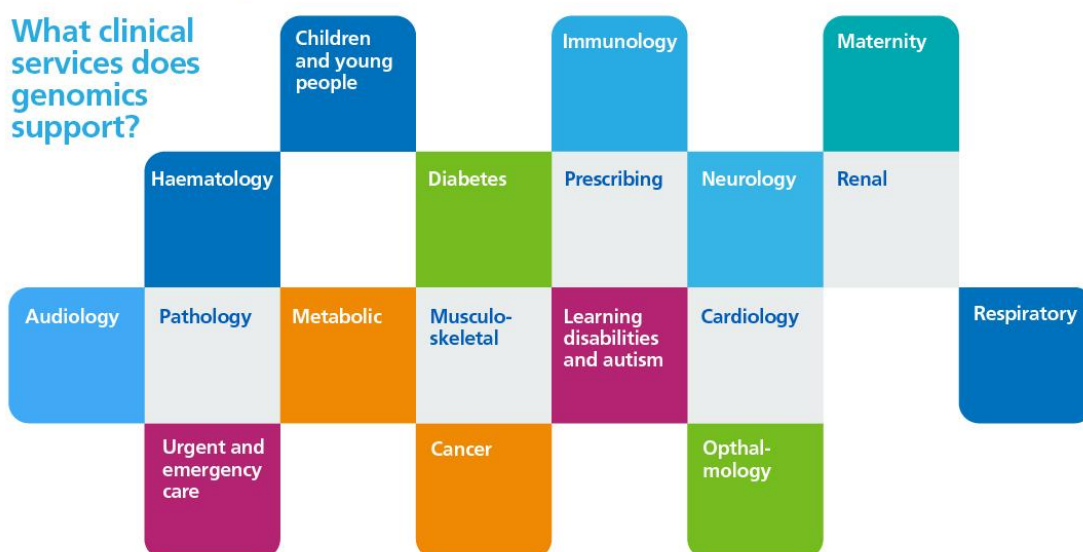 What clinical
services does
genomics
support?
Children
and young
people
Immunology
Maternity
Haematology
Diabetes
Prescribing
Neurology
Renal
Audiology
Pathology
Metabolic
Musculo-
skeletal
Learning
disabilities
and autism
Cardiology
Respiratory
Urgent and
emergency
care
Cancer
Opthal-
mology